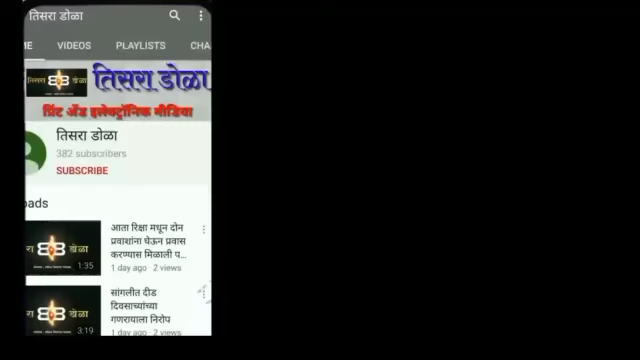 तिसरा डोळा
ME VIDEOS PLAYLISTS CHA
तिसरा डोळा
तिसरा डोळा
प्रिंट अँड इलेक्ट्रॉनिक मीडिया
तिसरा डोळा
382 subscribers
SUBSCRIBE
oads
आता रिक्षा मधून दोन
प्रवाशांना घेऊन प्रवास
करण्यास मिळाली प...
1 day ago · 2 views
रा डोळा
1:35
सांगलीत दीड
दिवसाच्यांच्या
गणरायाला निरोप
1 day ago · 2 views
रा डोळा
3:19